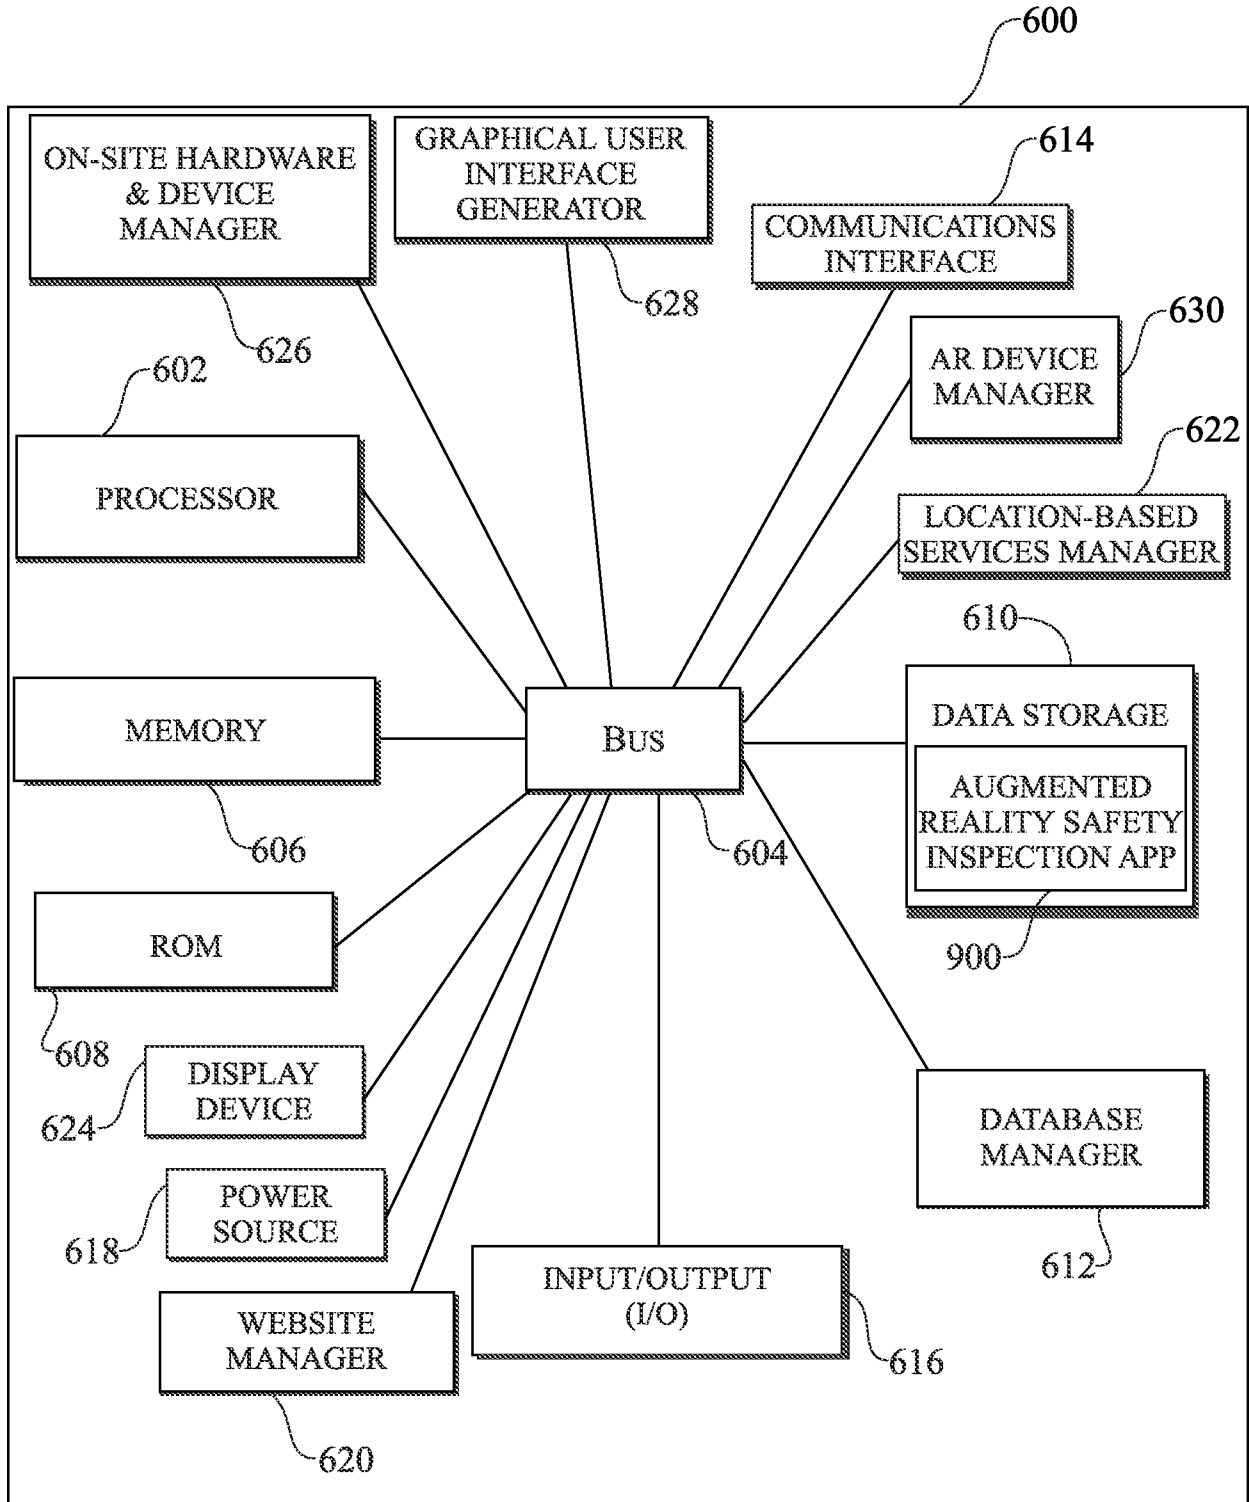 600
ON-SITE HARDWARE
& DEVICE
MANAGER
626
GRAPHICAL USER
INTERFACE
GENERATOR
628
614
COMMUNICATIONS
INTERFACE
630
AR DEVICE
MANAGER
602
PROCESSOR
622
LOCATION-BASED
SERVICES MANAGER
610
DATA STORAGE
AUGMENTED
REALITY SAFETY
INSPECTION APP
900
MEMORY
606
BUS
604
ROM
608
DISPLAY
DEVICE
624
DATABASE
MANAGER
612
POWER
SOURCE
618
INPUT/OUTPUT
(I/O)
616
WEBSITE
MANAGER
620